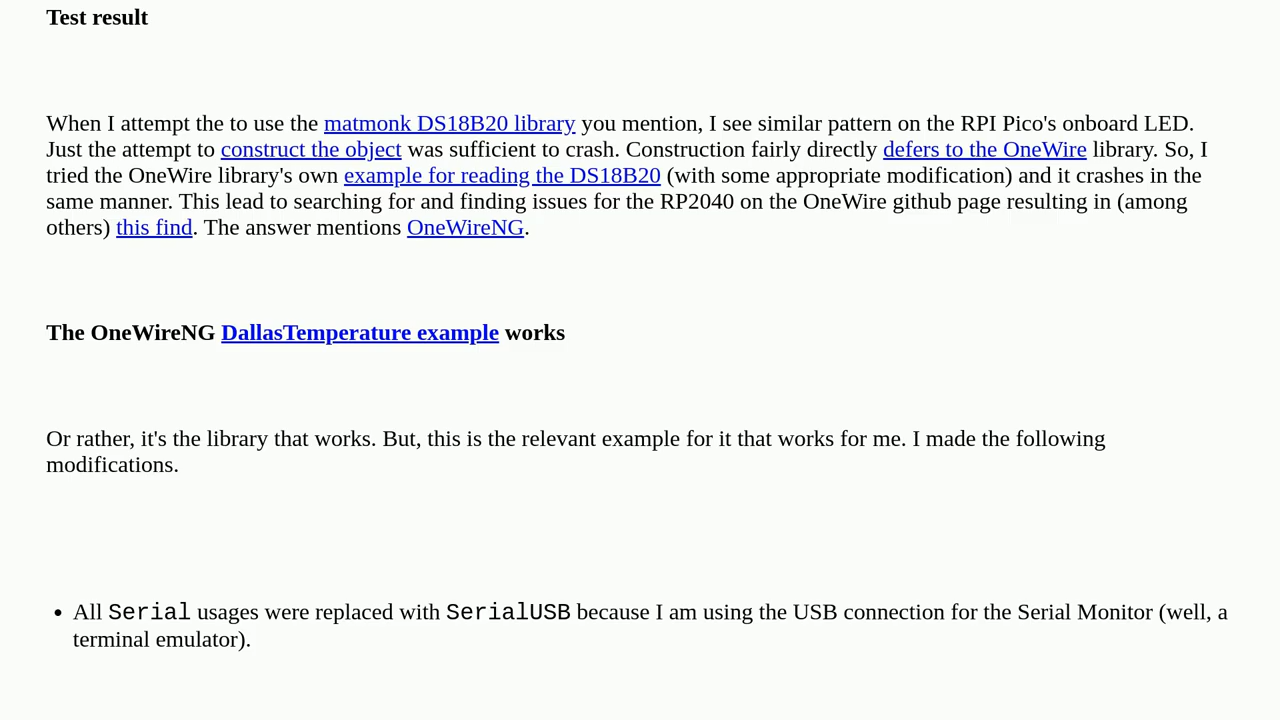 Test result
When I attempt the to use the matmonk DS18B20 library you mention, I see similar pattern on the RPI Pico's onboard LED.
Just the attempt to construct the object was sufficient to crash. Construction fairly directly defers to the OneWire library. So, I
tried the OneWire library's own example for reading the DS18B20 (with some appropriate modification) and it crashes in the
same manner. This lead to searching for and finding issues for the RP2040 on the OneWire github page resulting in (among
others) this find. The answer mentions OneWireNG.
The OneWireNG DallasTemperature example works
Or rather, it's the library that works. But, this is the relevant example for it that works for me. I made the following
modifications.
• All Serial usages were replaced with SerialUSB because I am using the USB connection for the Serial Monitor (well, a
terminal emulator).